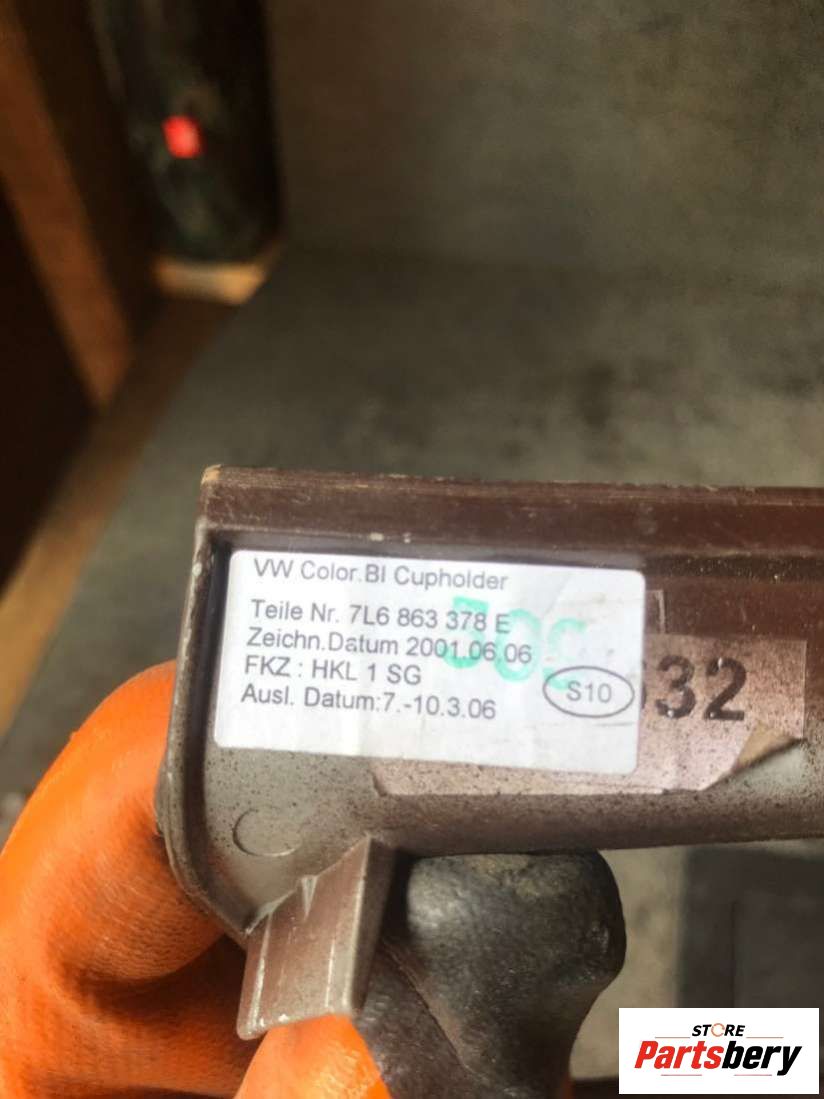 VW Color.BI Cupholder
Teile Nr. 7L6 863 378 E
Zeichn.Datum 2001.06.06
FKZ : HKL 1 SG
Ausl. Datum:7.-10.3.06
S10
32
STORE
Partsbery